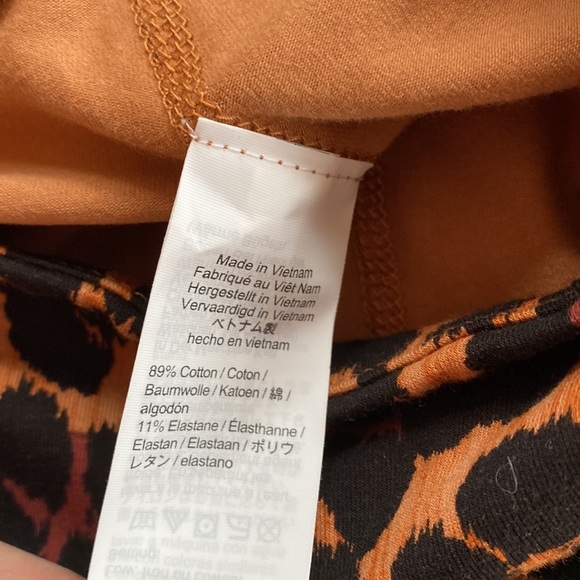 Made in Vietnam
Fabriqué au Viêt Nam
Hergestellt in Vietnam
Vervaardigd in Vietnam
ベトナム製
hecho en vietnam
89% Cotton / Coton /
Baumwolle / Katoen / 綿 /
algodón
11% Elastane / Élasthanne /
Elastan / Elastaan / ポリウ
レタン / elastano